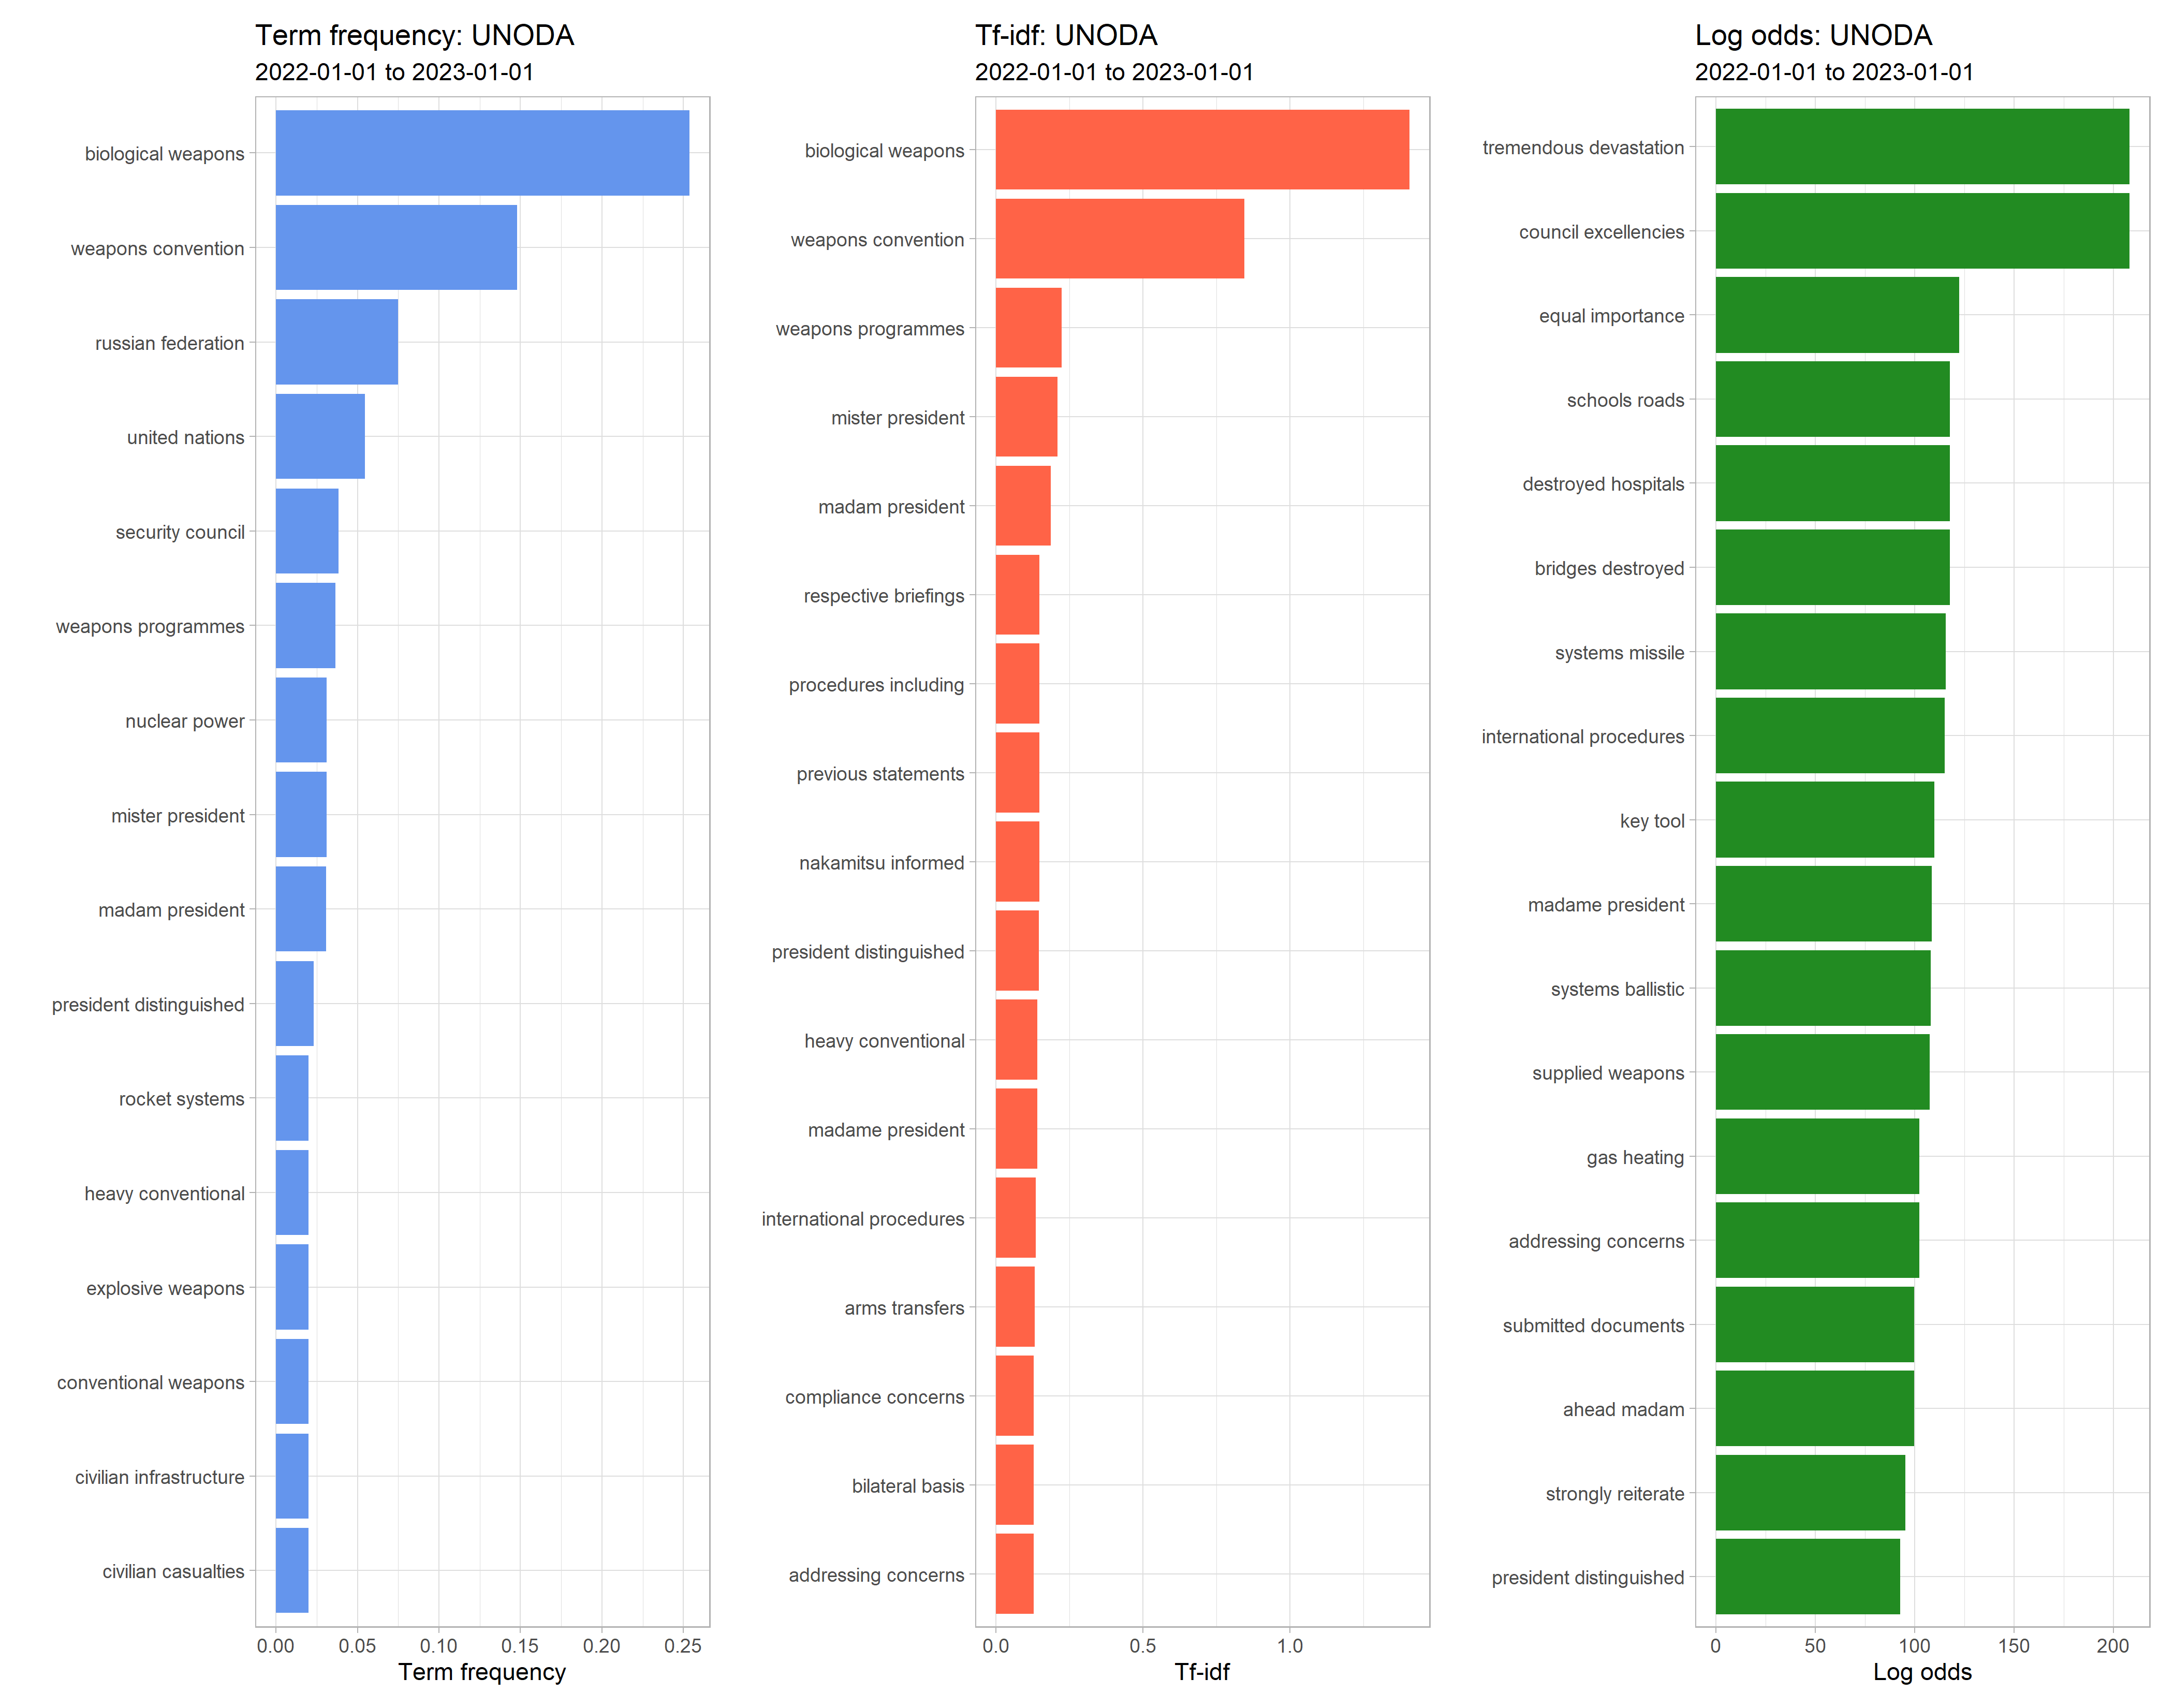 Term frequency: UNODA
2022-01-01 to 2023-01-01
biological weapons
weapons convention
russian federation
united nations
security council
weapons programmes
nuclear power
mister president
madam president
president distinguished
rocket systems
heavy conventional
explosive weapons
conventional weapons
civilian infrastructure
civilian casualties
0.00 0.05 0.10 0.15 0.20 0.25
Term frequency
Tf-idf: UNODA
2022-01-01 to 2023-01-01
biological weapons
weapons convention
weapons programmes
mister president
madam president
respective briefings
procedures including
previous statements
nakamitsu informed
president distinguished
heavy conventional
madame president
international procedures
arms transfers
compliance concerns
bilateral basis
addressing concerns
0.0 0.5 1.0
Tf-idf
Log odds: UNODA
2022-01-01 to 2023-01-01
tremendous devastation
council excellencies
equal importance
schools roads
destroyed hospitals
bridges destroyed
systems missile
international procedures
key tool
madame president
systems ballistic
supplied weapons
gas heating
addressing concerns
submitted documents
ahead madam
strongly reiterate
president distinguished
0 50 100 150 200
Log odds